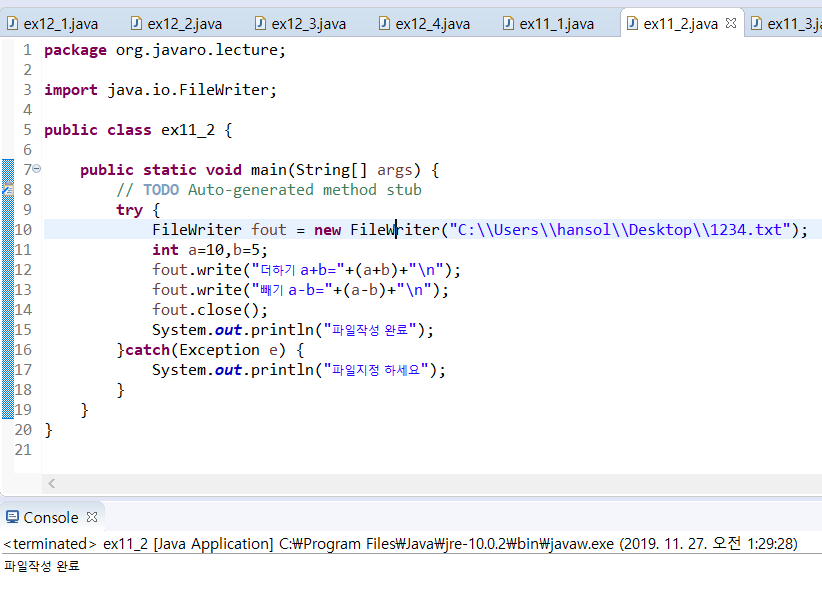 ex12_1.java ex12_2.java ex12_3.java ex12_4.java ex11_1.java ex11_2.java ex11_3.ja
1 package org.javaro.lecture;
2
3 import java.io.FileWriter;
4
5 public class ex11_2 {
6
7 public static void main(String[] args) {
8 // TODO Auto-generated method stub
9 try {
10 FileWriter fout = new FileWriter("C:\\Users\\hansol\\Desktop\\1234.txt");
11 int a=10,b=5;
12 fout.write("더하기 a+b="+(a+b)+"\n");
13 fout.write("빼기 a-b="+(a-b)+"\n");
14 fout.close();
15 System.out.println("파일작성 완료");
16 }catch(Exception e) {
17 System.out.println("파일지정 하세요");
18 }
19 }
20 }
21
Console
<terminated> ex11_2 [Java Application] C:₩Program Files₩Java₩jre-10.0.2₩bin₩javaw.exe (2019. 11. 27. 오전 1:29:28)
파일작성 완료